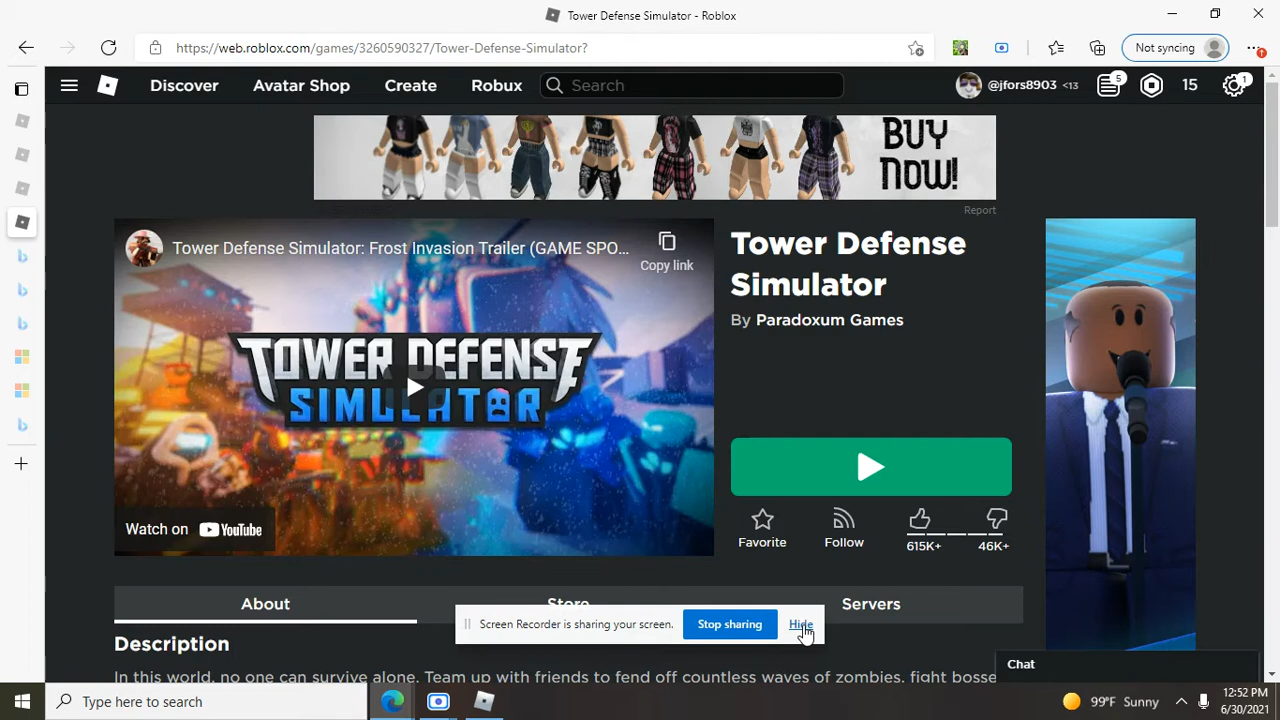 Tower Defense Simulator - Roblox
https://web.roblox.com/games/3260590327/Tower-Defense-Simulator?
Not syncing
Discover
Avatar Shop
Create
Robux
Search
@jfors8903 <13
5
15
1
BUY
NOW!
Report
Tower Defense Simulator: Frost Invasion Trailer (GAME SPO...
Copy link
TOWER DEFENSE
SIMULATOR
Watch on YouTube
Tower Defense
Simulator
By Paradoxum Games
Favorite
Follow
615K+
46K+
About
Store
Servers
Screen Recorder is sharing your screen.
Stop sharing
Hide
Description
In this world, no one can survive alone. Team up with friends to fend off countless waves of zombies, fight bosse
Chat
Type here to search
99°F Sunny
12:52 PM
6/30/2021